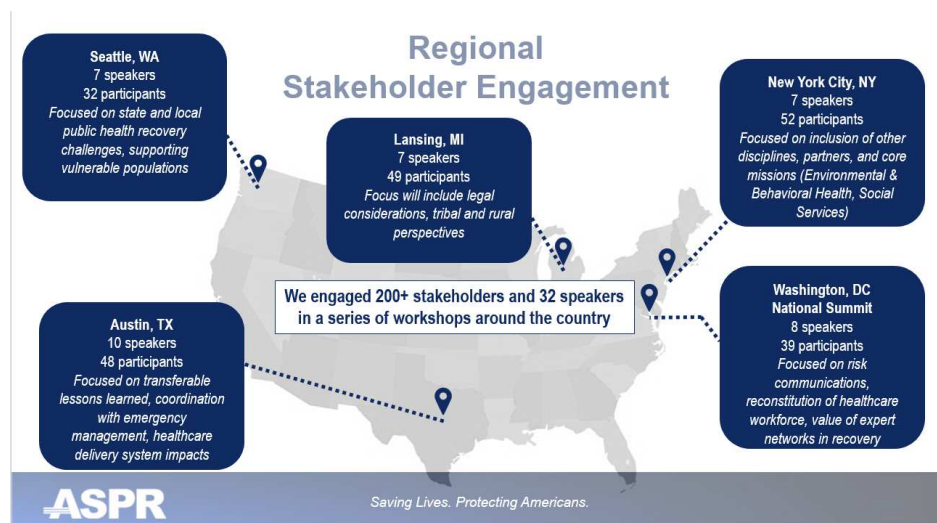 Regional
Stakeholder Engagement
Seattle, WA
7 speakers
32 participants
Focused on state and local
public health recovery
challenges, supporting
vulnerable populations
Lansing, MI
7 speakers
49 participants
Focus will include legal
considerations, tribal and rural
perspectives
New York City, NY
7 speakers
52 participants
Focused on inclusion of other
disciplines, partners, and core
missions (Environmental &
Behavioral Health, Social
Services)
We engaged 200+ stakeholders and 32 speakers
in a series of workshops around the country
Austin, TX
10 speakers
48 participants
Focused on transferable
lessons learned, coordination
with emergency
management, healthcare
delivery system impacts
Washington, DC
National Summit
8 speakers
39 participants
Focused on risk
communications,
reconstitution of healthcare
workforce, value of expert
networks in recovery
ASPR
Saving Lives. Protecting Americans.